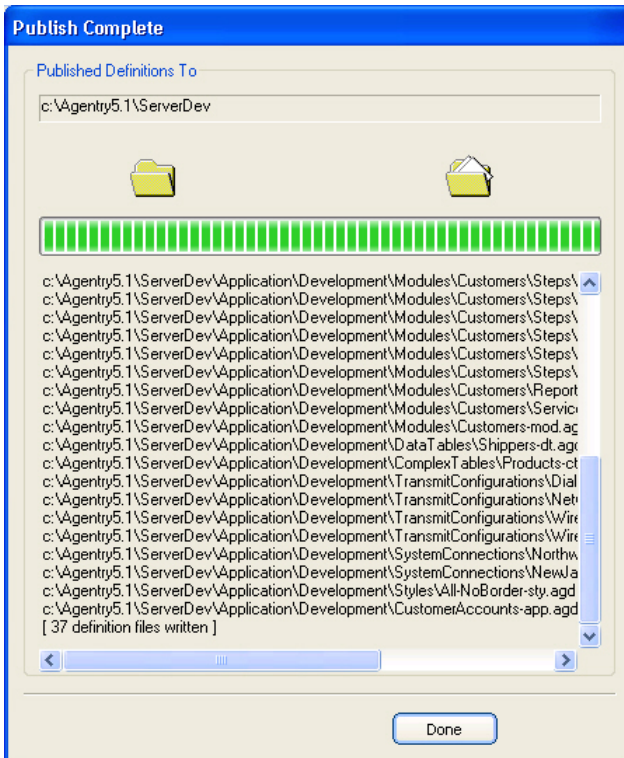 Publish Complete
Published Definitions To
c:\Agentry5.1\ServerDev
c:\Agentry5.1\ServerDev\Application\Development\Modules\Customers\Steps\
c:\Agentry5.1\ServerDev\Application\Development\Modules\Customers\Steps\
c:\Agentry5.1\ServerDev\Application\Development\Modules\Customers\Steps\
c:\Agentry5.1\ServerDev\Application\Development\Modules\Customers\Steps\
c:\Agentry5.1\ServerDev\Application\Development\Modules\Customers\Steps\
c:\Agentry5.1\ServerDev\Application\Development\Modules\Customers\Steps\
c:\Agentry5.1\ServerDev\Application\Development\Modules\Customers\Report
c:\Agentry5.1\ServerDev\Application\Development\Modules\Customers\Servic
c:\Agentry5.1\ServerDev\Application\Development\Modules\Customers-mod.ag
c:\Agentry5.1\ServerDev\Application\Development\DataTables\Shippers-dt.agd
c:\Agentry5.1\ServerDev\Application\Development\ComplexTables\Products-ct
c:\Agentry5.1\ServerDev\Application\Development\TransmitConfigurations\Dial
c:\Agentry5.1\ServerDev\Application\Development\TransmitConfigurations\Net
c:\Agentry5.1\ServerDev\Application\Development\TransmitConfigurations\Wire
c:\Agentry5.1\ServerDev\Application\Development\TransmitConfigurations\Wire
c:\Agentry5.1\ServerDev\Application\Development\SystemConnections\Northw
c:\Agentry5.1\ServerDev\Application\Development\SystemConnections\NewJa
c:\Agentry5.1\ServerDev\Application\Development\Styles\All-NoBorder-sty.agd
c:\Agentry5.1\ServerDev\Application\Development\CustomerAccounts-app.agd
[ 37 definition files written ]
Done